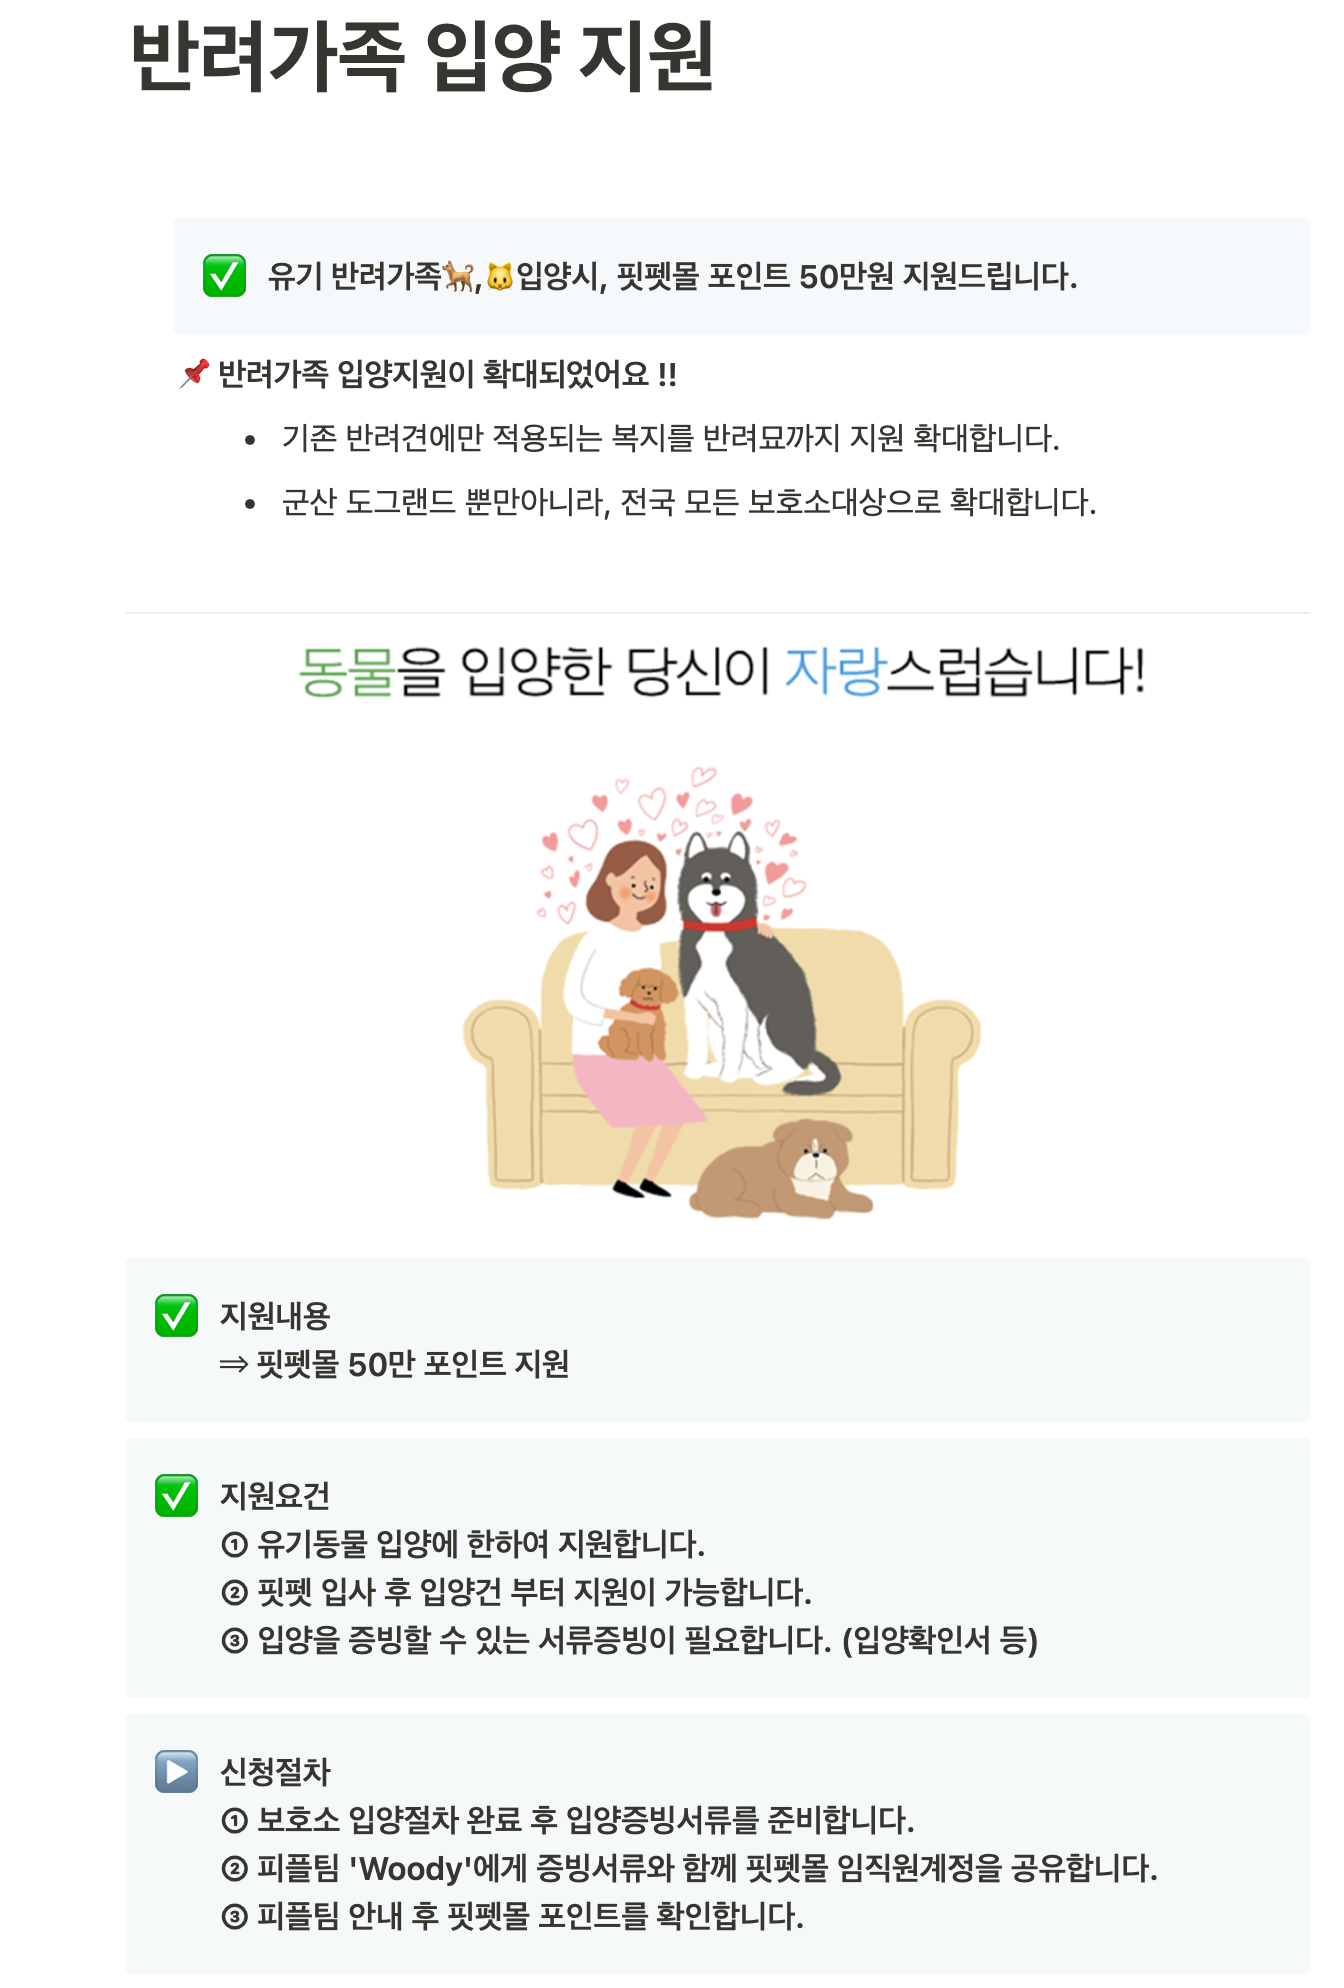 반려가족 입양 지원
✅ 유기 반려가족🐕,🐱입양시, 핏펫몰 포인트 50만원 지원드립니다.
📌 반려가족 입양지원이 확대되었어요 !!
• 기존 반려견에만 적용되는 복지를 반려묘까지 지원 확대합니다.
• 군산 도그랜드 뿐만아니라, 전국 모든 보호소대상으로 확대합니다.
동물을 입양한 당신이 자랑스럽습니다!
✅ 지원내용
⇒ 핏펫몰 50만 포인트 지원
✅ 지원요건
① 유기동물 입양에 한하여 지원합니다.
② 핏펫 입사 후 입양건 부터 지원이 가능합니다.
③ 입양을 증빙할 수 있는 서류증빙이 필요합니다. (입양확인서 등)
▶️ 신청절차
① 보호소 입양절차 완료 후 입양증빙서류를 준비합니다.
② 피플팀 'Woody'에게 증빙서류와 함께 핏펫몰 임직원계정을 공유합니다.
③ 피플팀 안내 후 핏펫몰 포인트를 확인합니다.